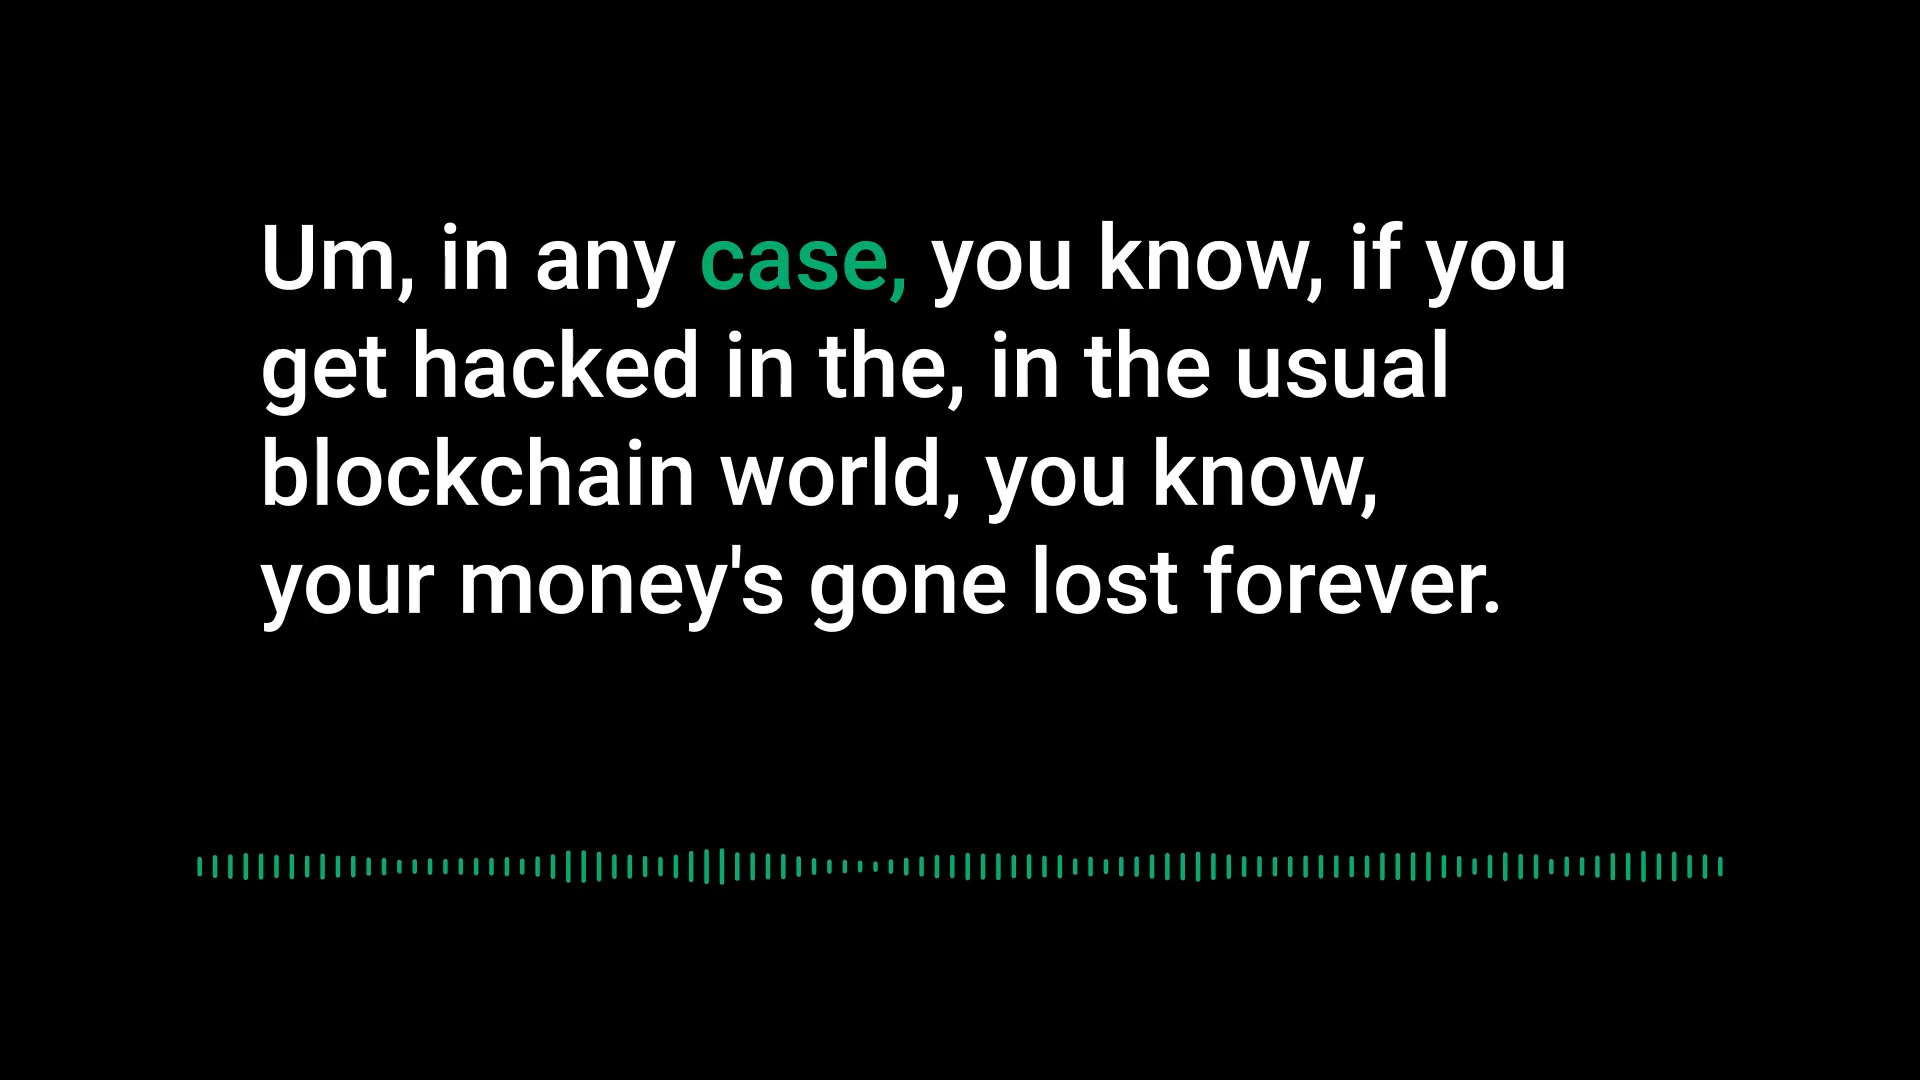 Um, in any case, you know, if you
get hacked in the, in the usual
blockchain world, you know,
your money's gone lost forever.